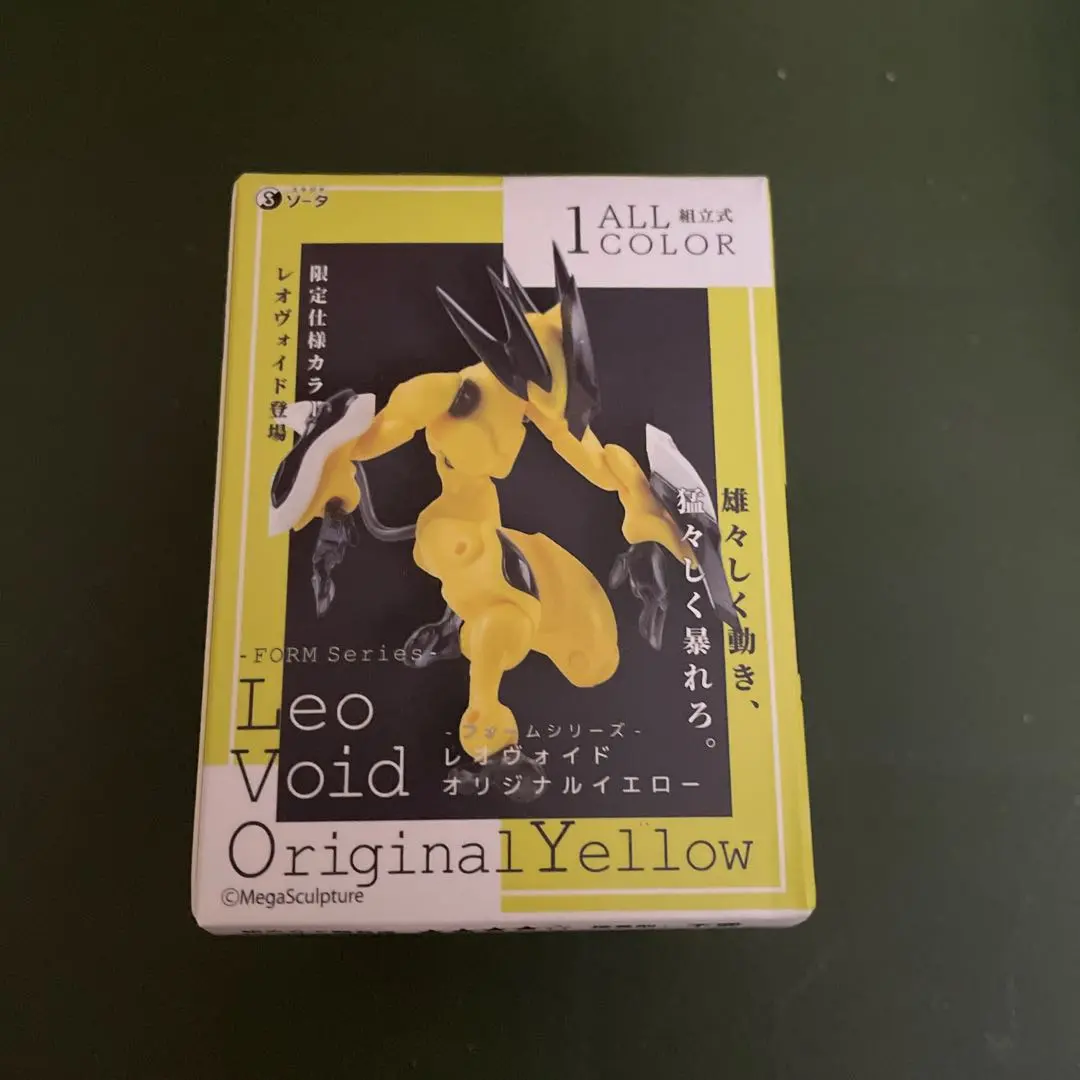 ソータ
1 ALL COLOR
組立式
限定仕様カラー
レオヴォイド登場
雄々しく動き、
猛々しく暴れろ。
-FORM Series-
Leo
Void
-フォームシリーズ-
レオヴォイド
オリジナルイエロー
OriginalYellow
©MegaSculpture